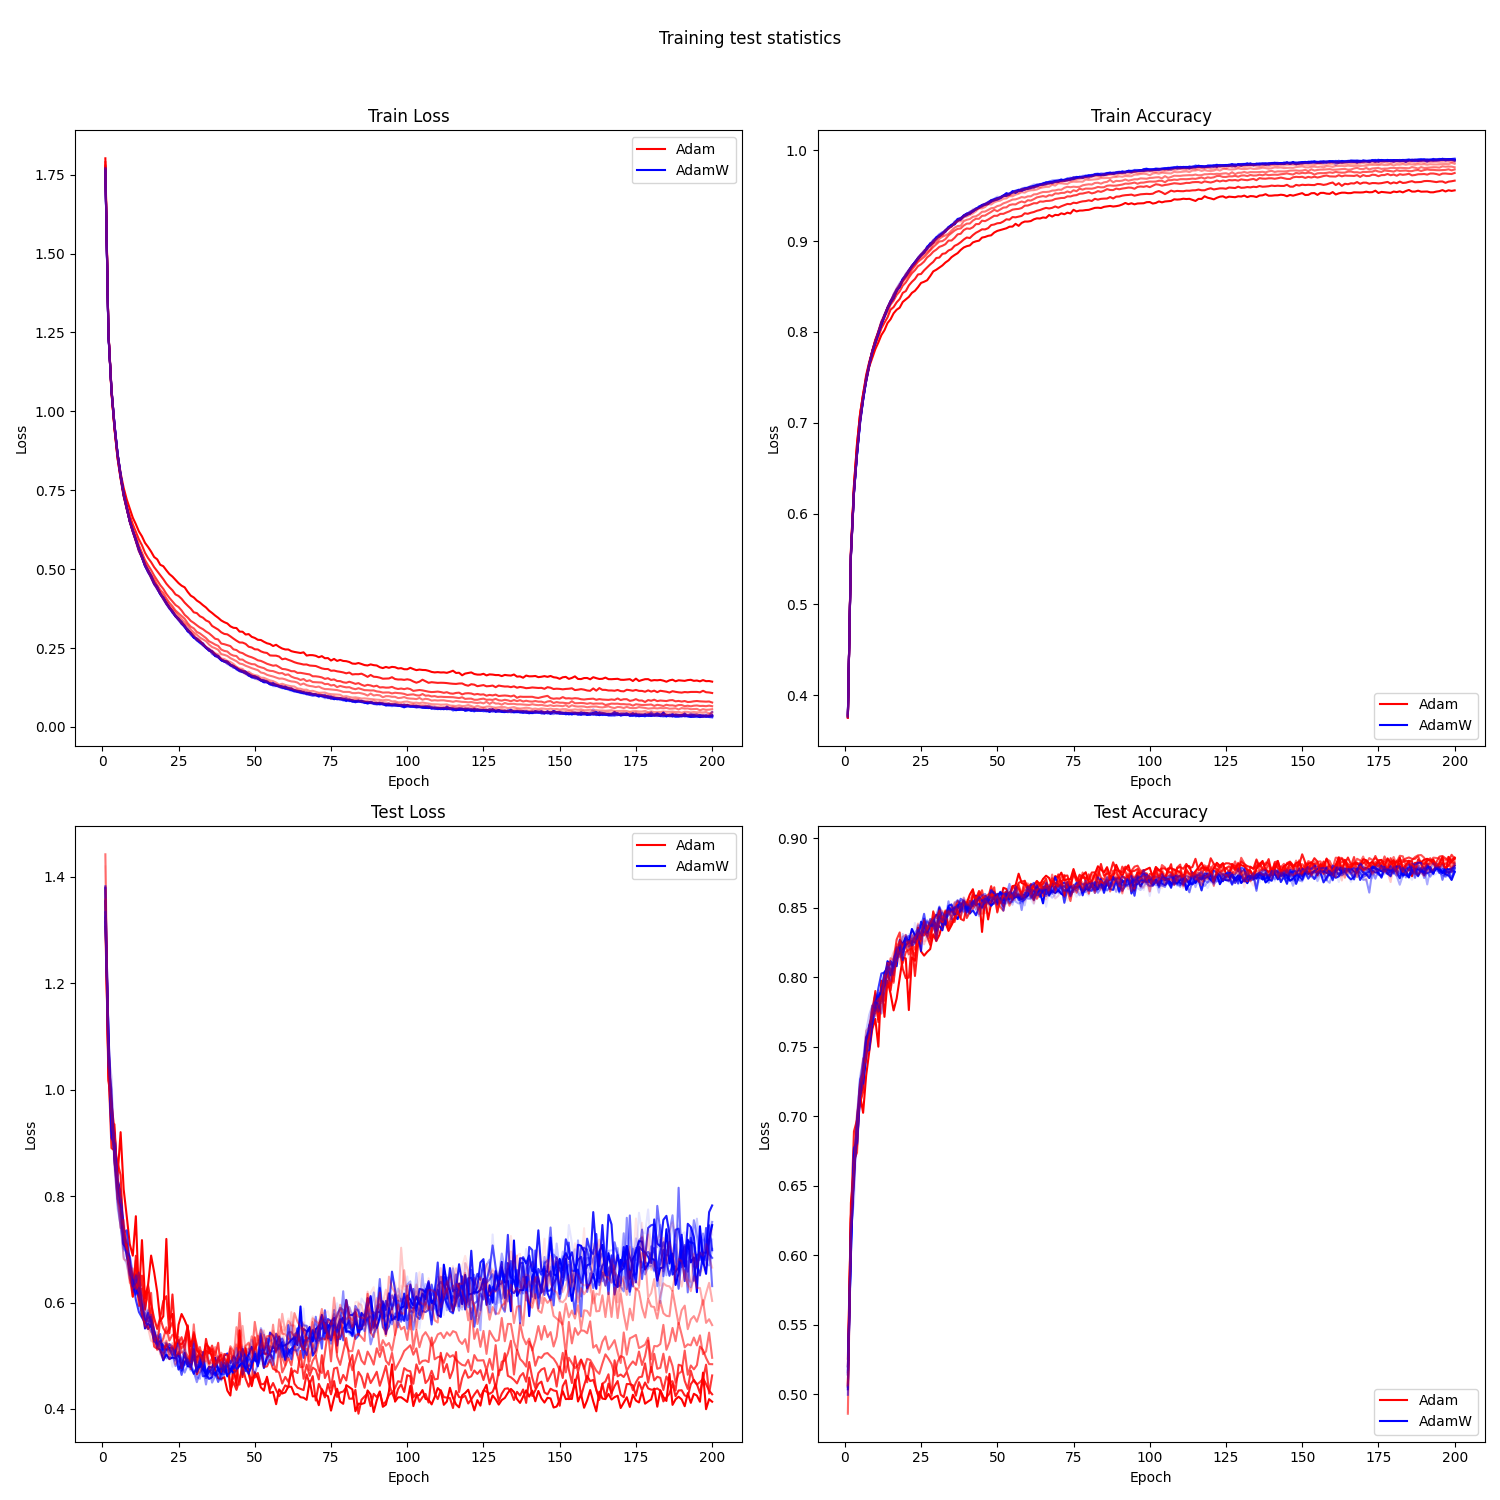 Training test statistics
Train Loss
Adam
AdamW
1.75
1.50
1.25
1.00
0.75
0.50
0.25
0.00
Loss
0 25 50 75 100 125 150 175 200
Epoch
Train Accuracy
1.0
0.9
0.8
0.7
0.6
0.5
0.4
Loss
Adam
AdamW
0 25 50 75 100 125 150 175 200
Epoch
Test Loss
Adam
AdamW
1.4
1.2
1.0
0.8
0.6
0.4
Loss
0 25 50 75 100 125 150 175 200
Epoch
Test Accuracy
0.90
0.85
0.80
0.75
0.70
0.65
0.60
0.55
0.50
Loss
Adam
AdamW
0 25 50 75 100 125 150 175 200
Epoch